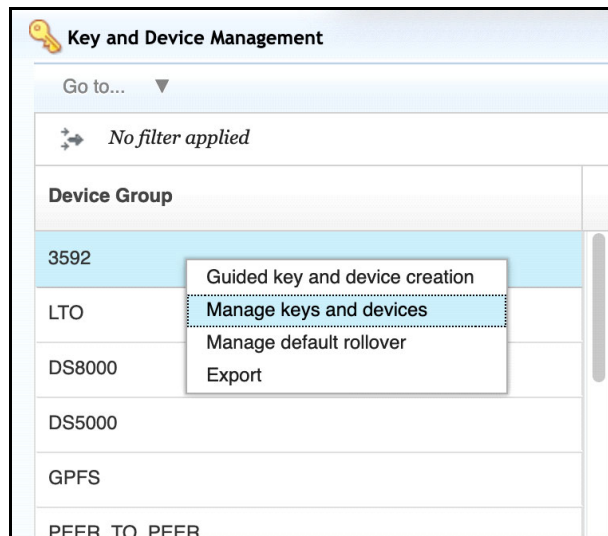 Key and Device Management
Go to... ▼
No filter applied
Device Group
3592
Guided key and device creation
LTO
Manage keys and devices
Manage default rollover
DS8000
Export
DS5000
GPFS
PEER_TO_PEER